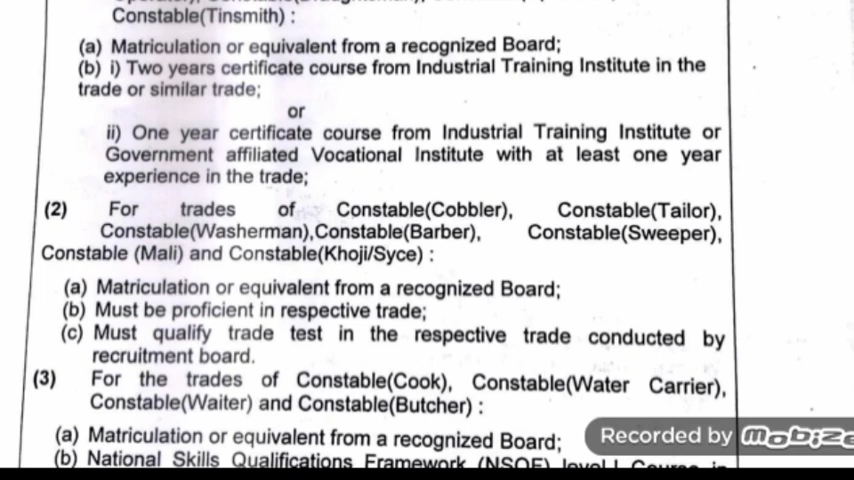 Constable(Tinsmith) :
(a) Matriculation or equivalent from a recognized Board;
(b) i) Two years certificate course from Industrial Training Institute in the
trade or similar trade;
or
ii) One year certificate course from Industrial Training Institute or
Government affiliated Vocational Institute with at least one year
experience in the trade;
(2) For trades of Constable(Cobbler), Constable(Tailor),
Constable(Washerman),Constable(Barber), Constable(Sweeper),
Constable (Mali) and Constable(Khoji/Syce) :
(a) Matriculation or equivalent from a recognized Board;
(b) Must be proficient in respective trade;
(c) Must qualify trade test in the respective trade conducted by
recruitment board.
(3) For the trades of Constable(Cook), Constable(Water Carrier),
Constable(Waiter) and Constable(Butcher) :
(a) Matriculation or equivalent from a recognized Board;
Recorded by
(b) National Skills Qualifications Framework (NSQF) level I Course in